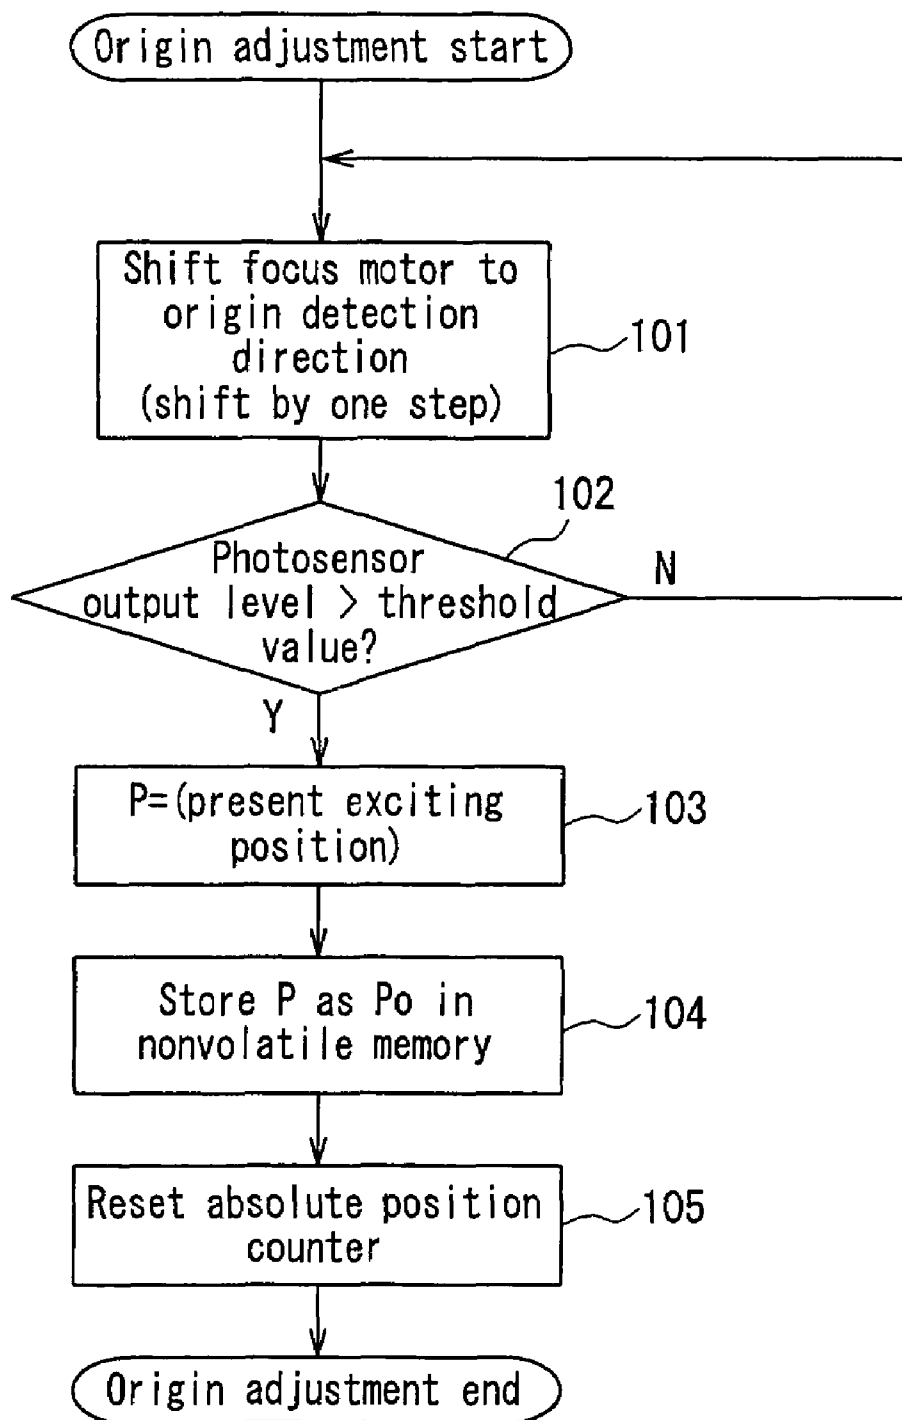 Origin adjustment start
Shift focus motor to
origin detection
direction
(shift by one step)
101
102
Photosensor
output level > threshold
value?
N
Y
P=(present exciting
position)
103
Store P as Po in
nonvolatile memory
104
Reset absolute position
counter
105
Origin adjustment end